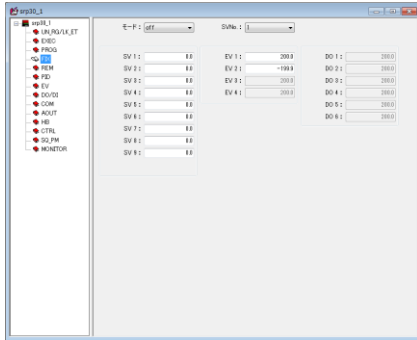 srp30_1
srp30_1
UN_RG/LK_ET
EXEC
PROG
FIX
REM
PID
EV
DO/DI
COM
AOUT
HB
CTRL
SO_PM
MONITOR
モード : off SVNo. : 1
SV 1 : 0.0 EV 1 : 200.0 DO 1 : 200.0
SV 2 : 0.0 EV 2 : -199.9 DO 2 : 200.0
SV 3 : 0.0 EV 3 : 200.0 DO 3 : 200.0
SV 4 : 0.0 EV 4 : 200.0 DO 4 : 200.0
SV 5 : 0.0 DO 5 : 200.0
SV 6 : 0.0 DO 6 : 200.0
SV 7 : 0.0
SV 8 : 0.0
SV 9 : 0.0